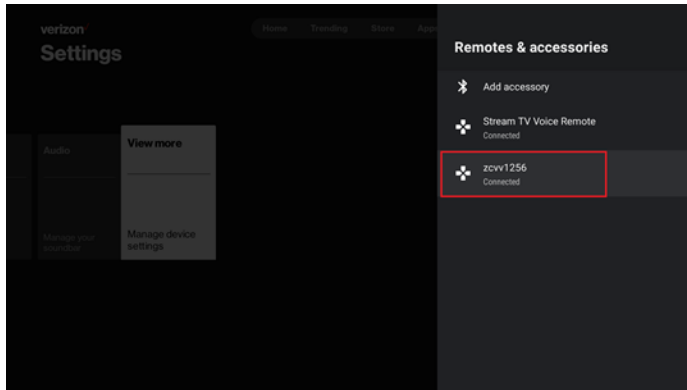 verizon
Settings
Home Trending Store Apps
Audio
Manage your
soundbar
View more
Manage device
settings
Remotes & accessories
Add accessory
Stream TV Voice Remote
Connected
zcvv1256
Connected